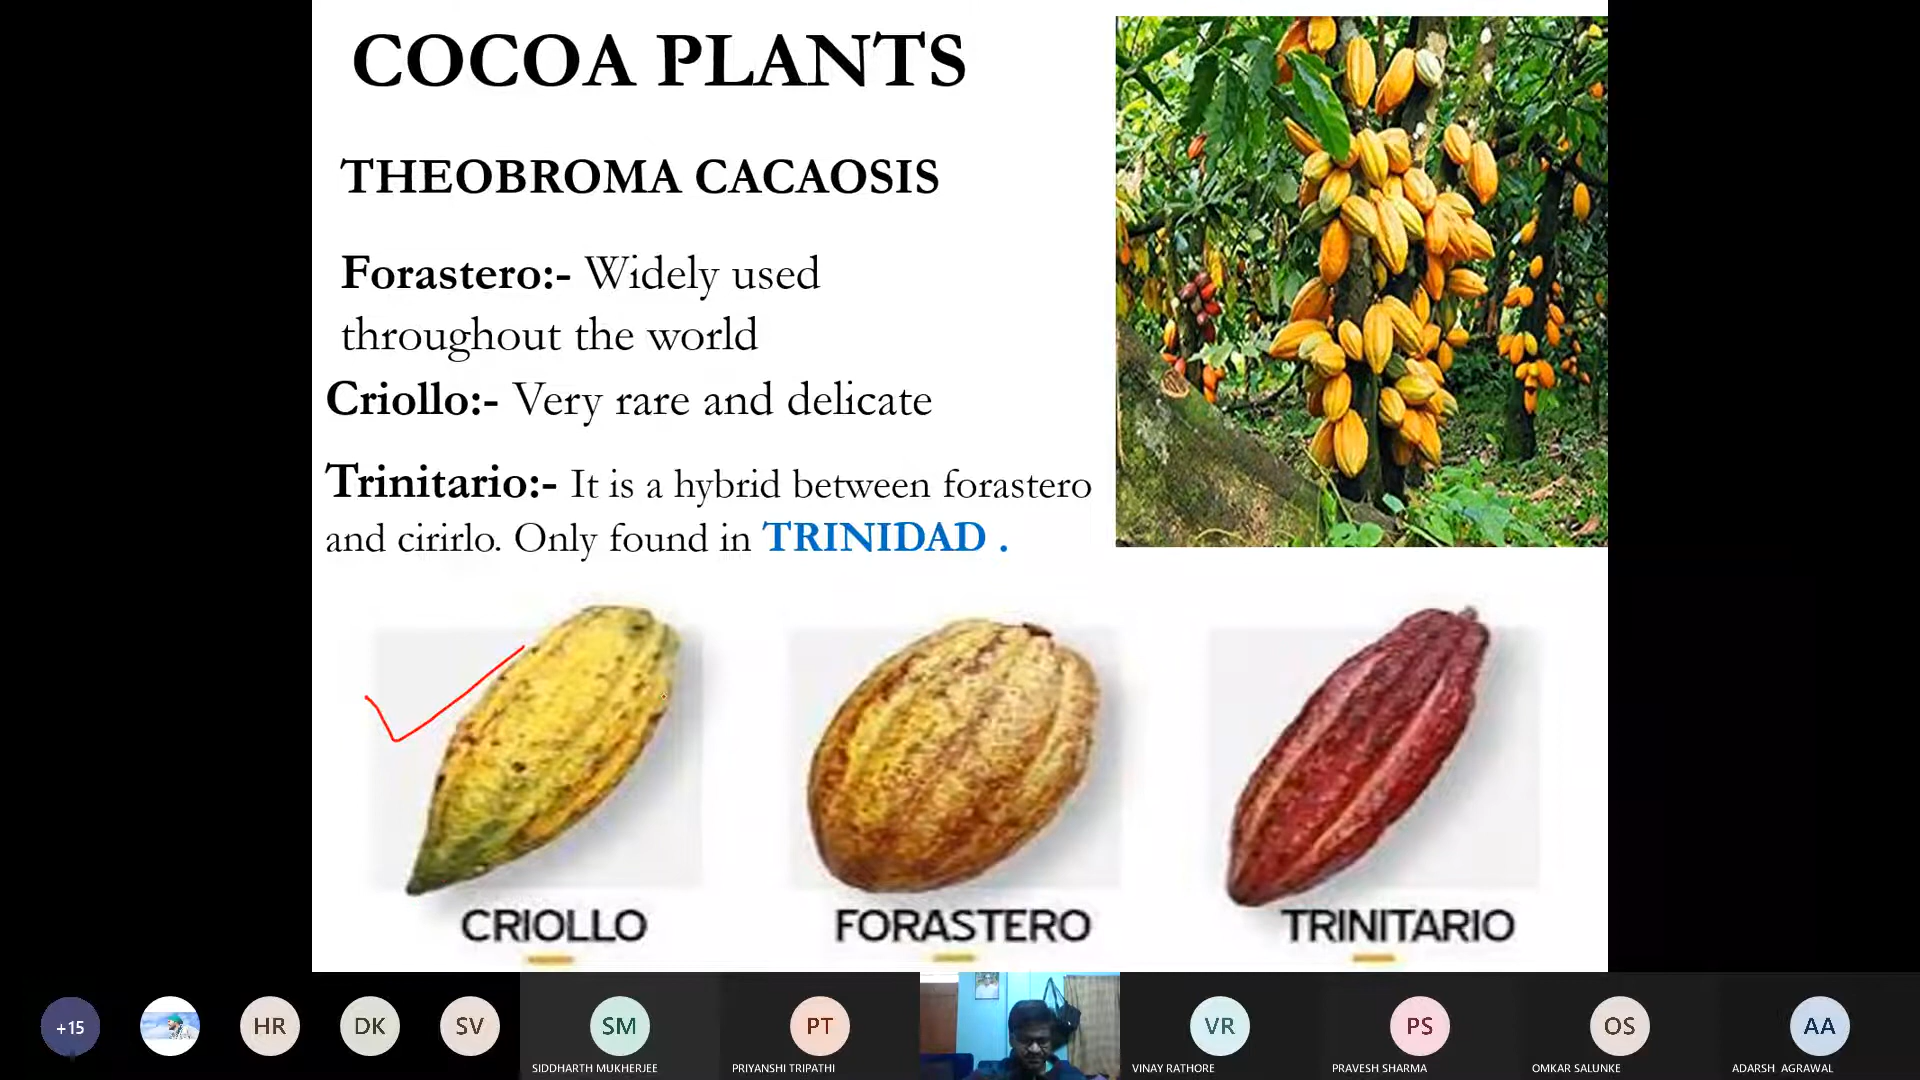 COCOA PLANTS
THEOBROMA CACAOSIS
Forastero:- Widely used
throughout the world
Criollo:- Very rare and delicate
Trinitario:- It is a hybrid between forastero
and cirirlo. Only found in TRINIDAD .
CRIOLLO FORASTERO TRINITARIO
+15 HR DK SV SM PT VR PS OS AA
SIDDHARTH MUKHERJEE PRIYANSHI TRIPATHI VINAY RATHORE PRAVESH SHARMA OMKAR SALUNKE ADARSH AGRAWAL